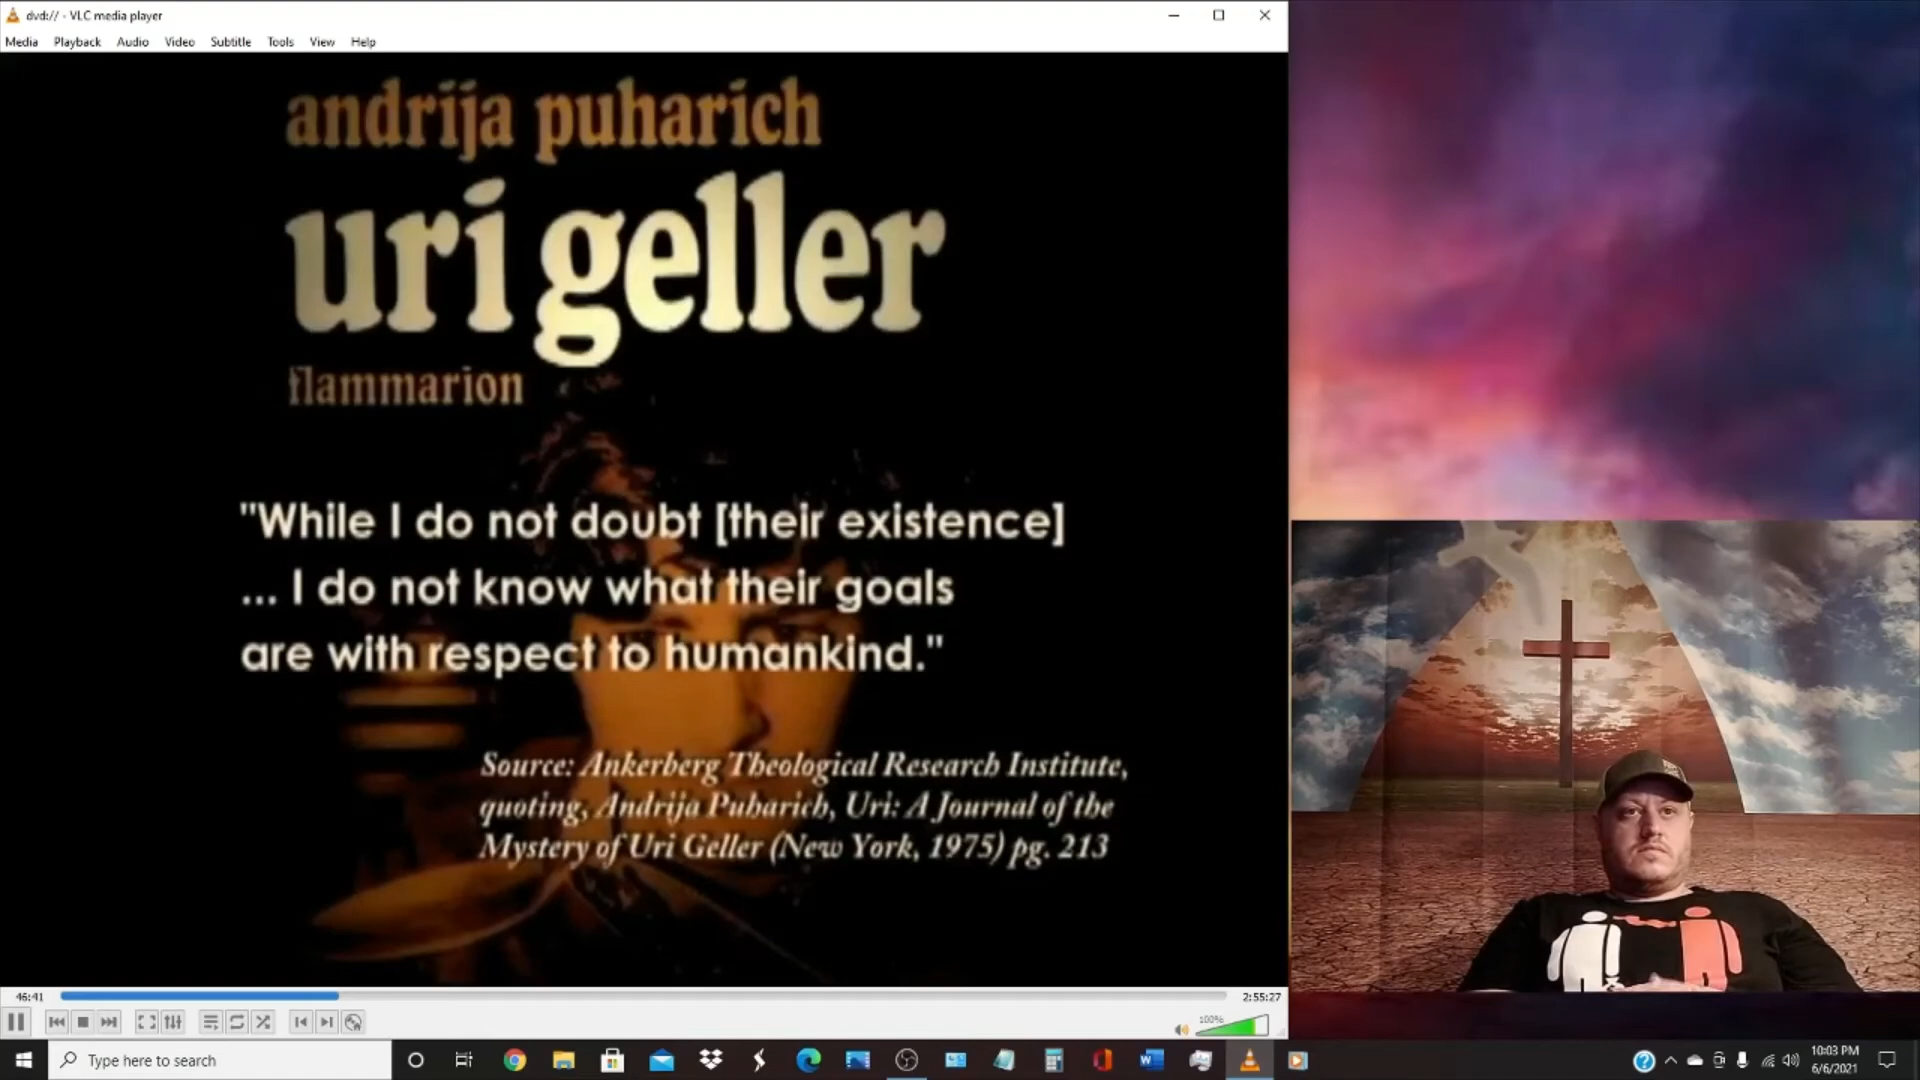 dvd:// - VLC media player
Media Playback Audio Video Subtitle Tools View Help
andrija puharich
uri geller
flammarion
"While I do not doubt [their existence]
... I do not know what their goals
are with respect to humankind."
Source: Ankerberg Theological Research Institute,
quoting, Andrija Puharich, Uri: A Journal of the
Mystery of Uri Geller (New York, 1975) pg. 213
46:41
2:55:27
100%
Type here to search
10:03 PM
6/6/2021